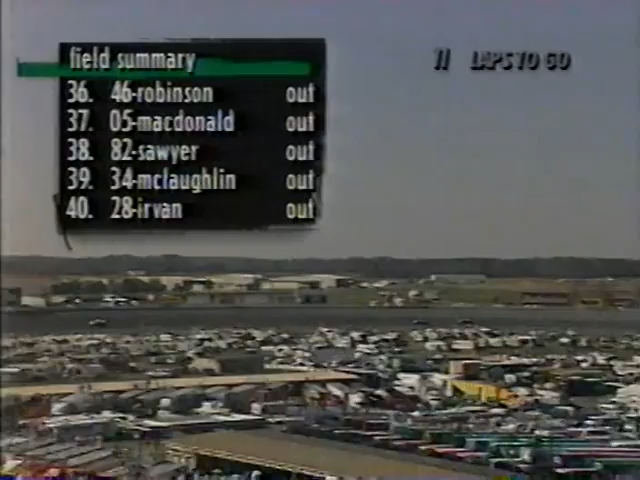 field summary
11 LAPS TO GO
36. 46-robinson out
37. 05-macdonald out
38. 82-sawyer out
39. 34-mclaughlin out
40. 28-irvan out